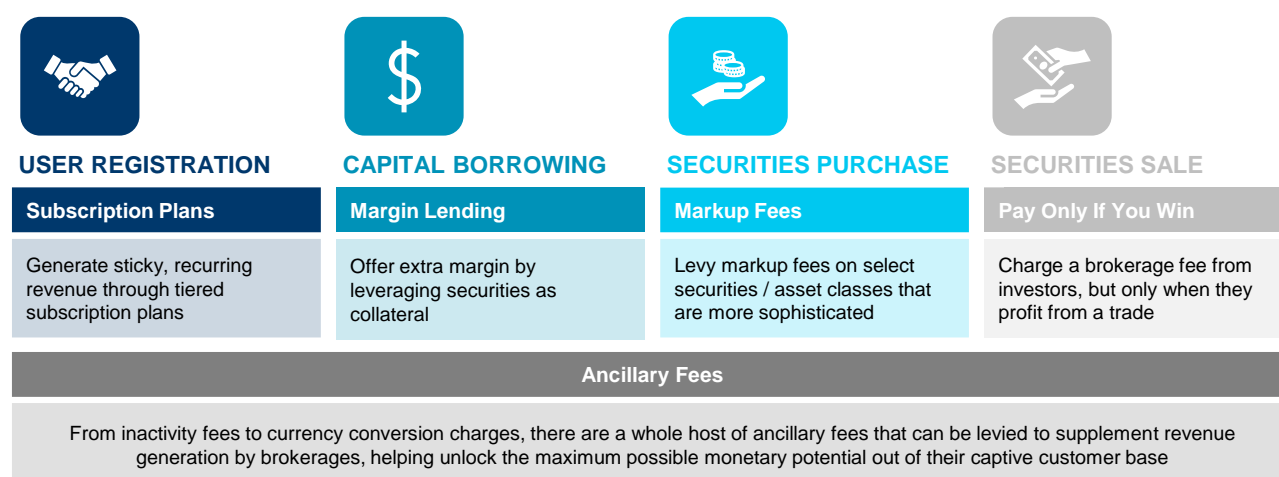 USER REGISTRATION
Subscription Plans
Generate sticky, recurring
revenue through tiered
subscription plans
CAPITAL BORROWING
Margin Lending
Offer extra margin by
leveraging securities as
collateral
SECURITIES PURCHASE
Markup Fees
Levy markup fees on select
securities / asset classes that
are more sophisticated
SECURITIES SALE
Pay Only If You Win
Charge a brokerage fee from
investors, but only when they
profit from a trade
Ancillary Fees
From inactivity fees to currency conversion charges, there are a whole host of ancillary fees that can be levied to supplement revenue
generation by brokerages, helping unlock the maximum possible monetary potential out of their captive customer base